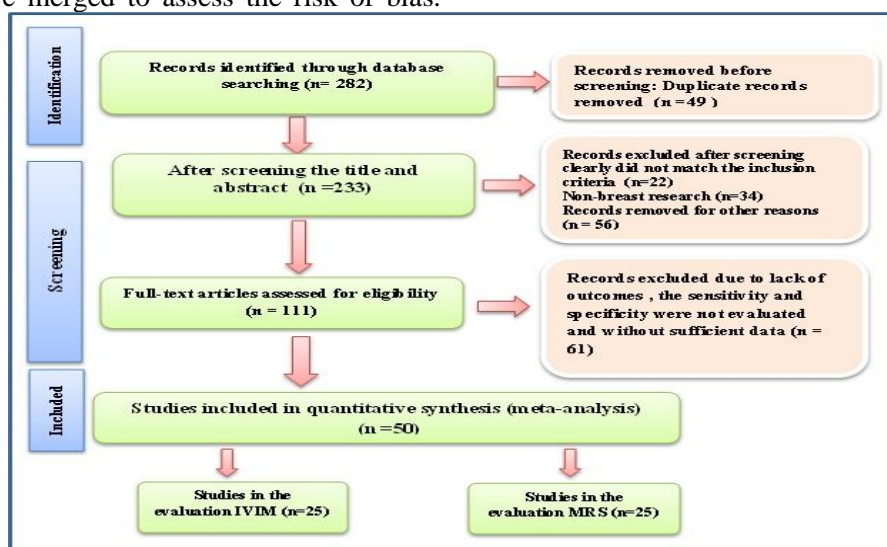 e merged to assess the risk of bias.
Identification
Records identified through database
searching (n= 282)
Records removed before
screening: Duplicate records
removed (n =49 )
Screening
After screening the title and
abstract (n =233)
Records excluded after screening
clearly did not match the inclusion
criteria (n=22)
Non-breast research (n=34)
Records removed for other reasons
(n = 56)
Full-text articles assessed for eligibility
(n = 111)
Records excluded due to lack of
outcomes , the sensitivity and
specificity were not evaluated
and without sufficient data (n =
61)
Included
Studies included in quantitative synthesis (meta-analysis)
(n =50)
Studies in the
evaluation IVIM (n=25)
Studies in the
evaluation MRS (n=25)